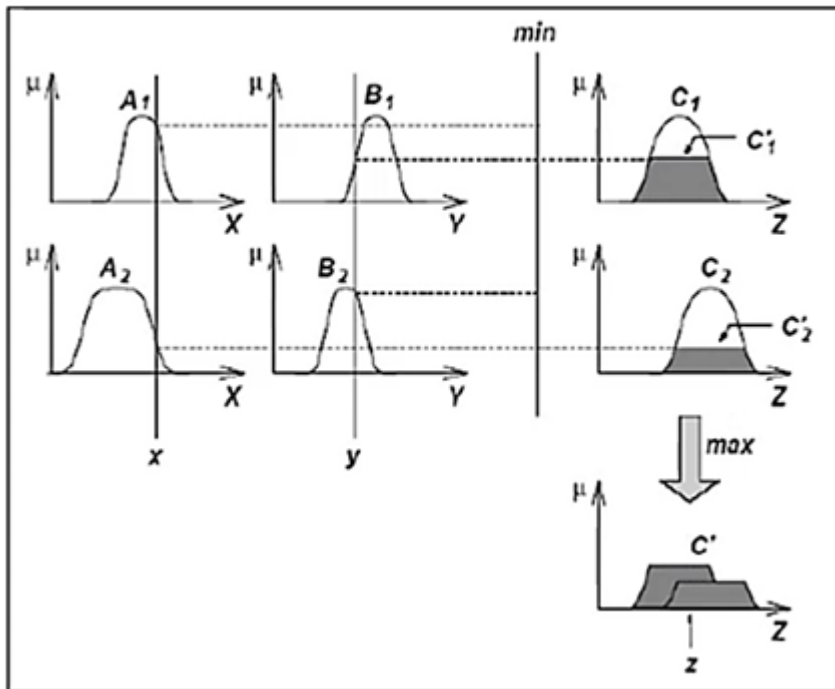 min
μ A1 μ B1 μ C1
C'1
X Y Z
μ A2 μ B2 μ C2
C'2
X Y Z
x y
max
μ
C'
Z
z